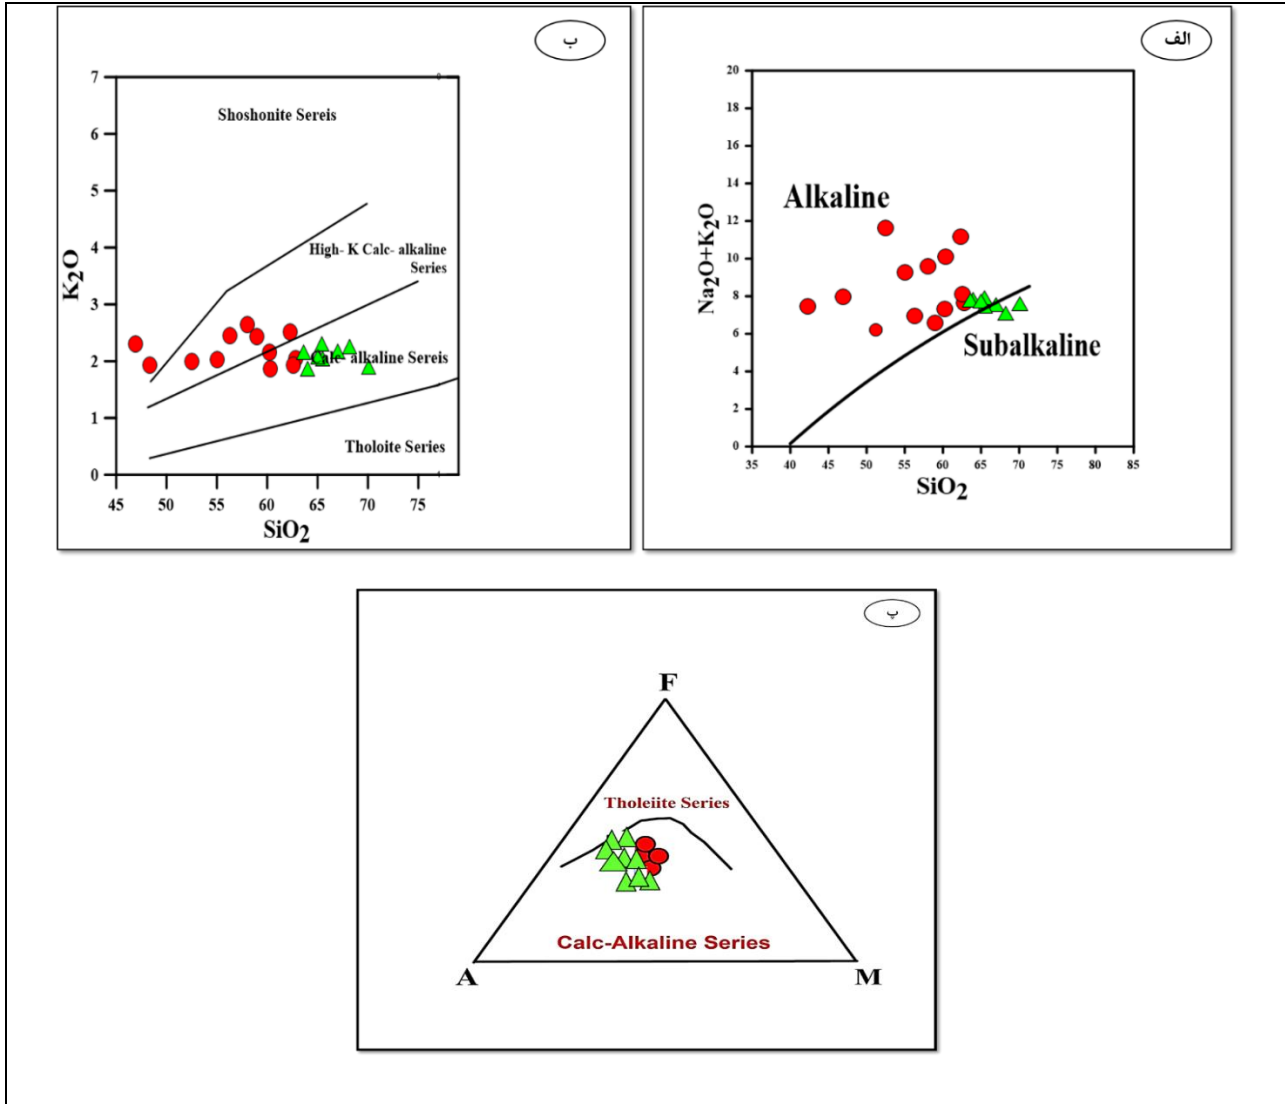 الف
20
18
16
14
12
10
8
6
4
2
0
Na2O+K2O
Alkaline
Subalkaline
35 40 45 50 55 60 65 70 75 80 85
SiO2
ب
7
6
5
4
3
2
1
0
K2O
Shoshonite Sereis
High- K Calc- alkaline
Series
Calc- alkaline Sereis
Tholoite Series
45 50 55 60 65 70 75
SiO2
پ
F
Tholeiite Series
Calc-Alkaline Series
A M